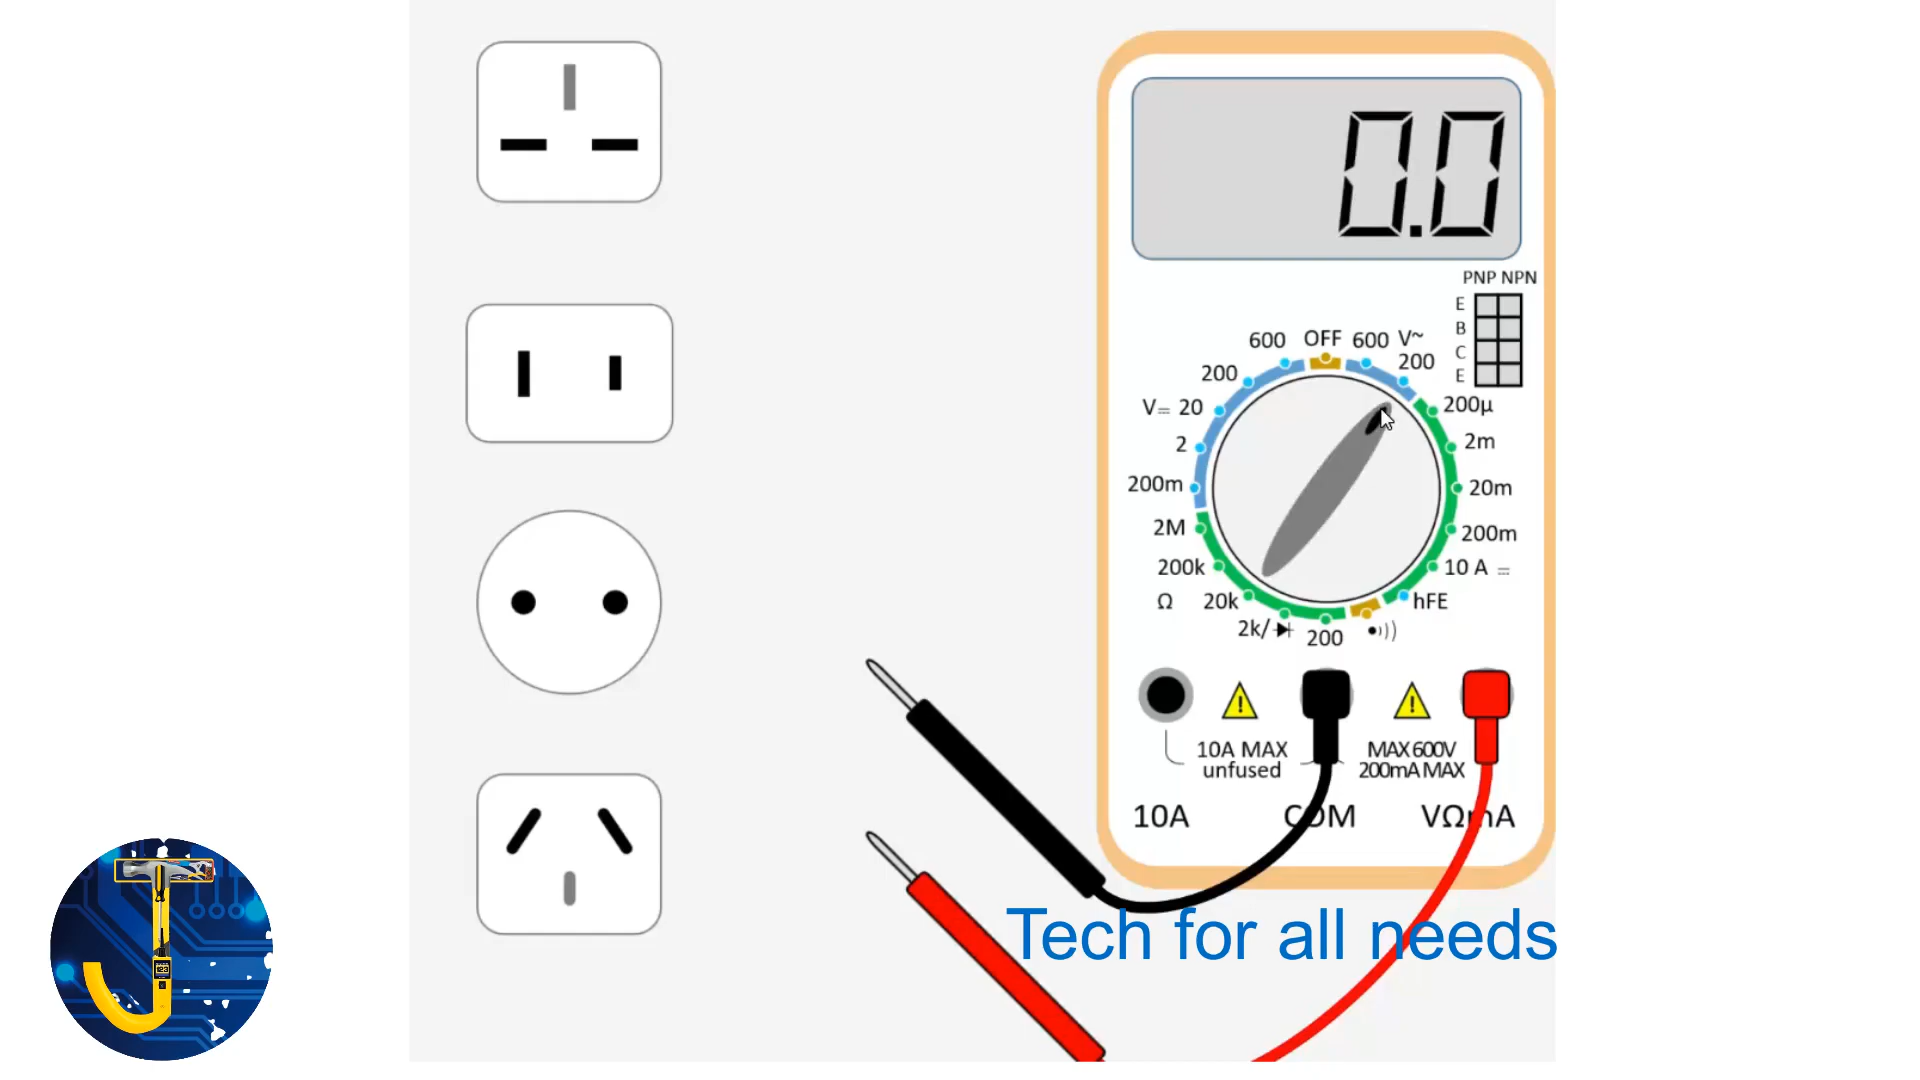 0.0
PNP NPN
E
B
C
E
600 OFF 600 V~
200 200
V⎓ 20 200µ
2 2m
200m 20m
2M 200m
200k 10 A ⎓
Ω 20k hFE
2k/ 200
10A MAX
unfused
MAX 600V
200mA MAX
10A COM VΩmA
Tech for all needs